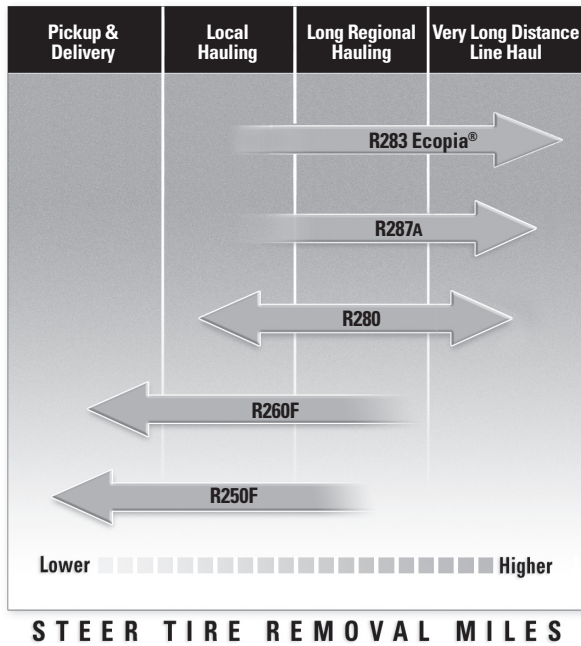 Pickup &
Delivery
Local
Hauling
Long Regional
Hauling
Very Long Distance
Line Haul
R283 Ecopia®
R287A
R280
R260F
R250F
Lower
Higher
STEER TIRE REMOVAL MILES